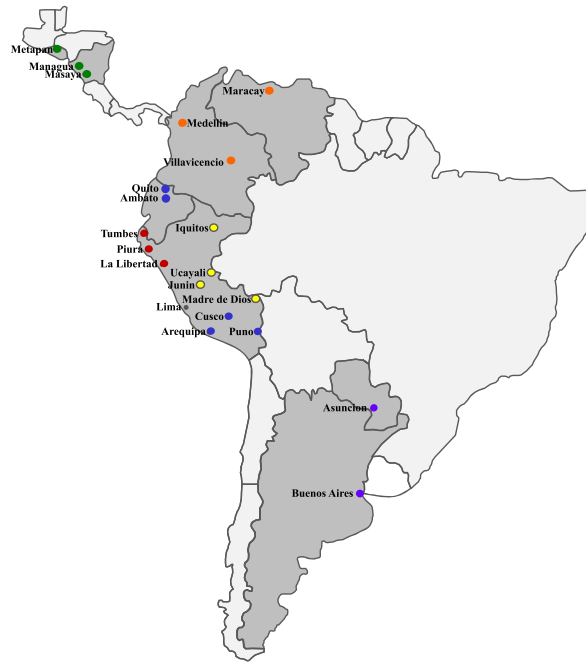 Metapan
Managua
Masaya
Maracay
Medellin
Villavicencio
Quito
Ambato
Iquitos
Tumbes
Piura
La Libertad
Ucayali
Junin
Madre de Dios
Lima
Cusco
Arequipa
Puno
Asuncion
Buenos Aires